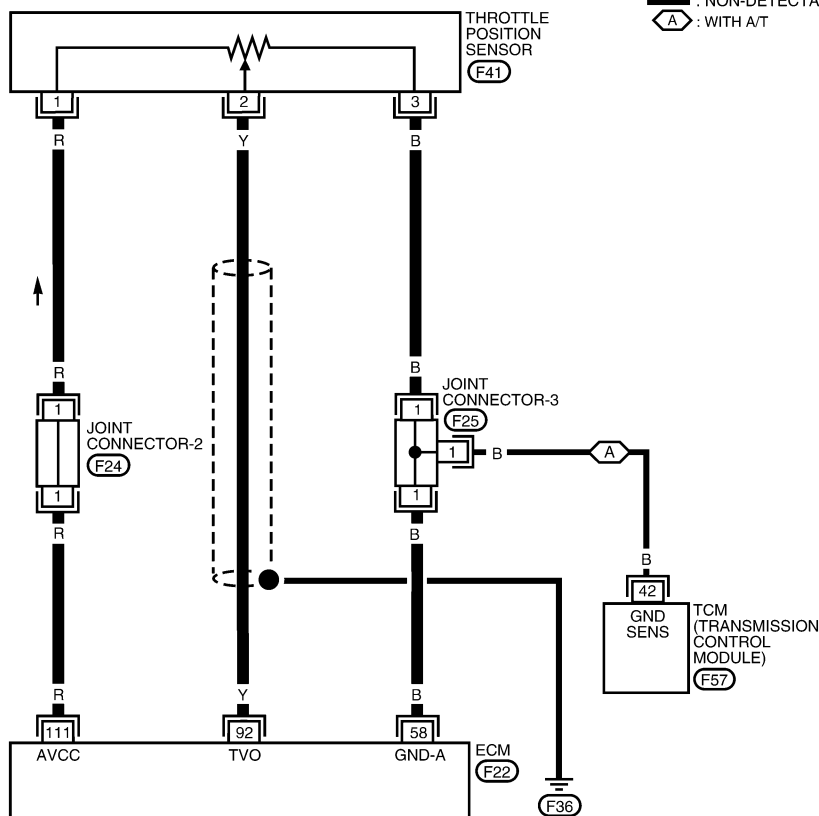 : NON-DETECTA
A : WITH A/T
THROTTLE
POSITION
SENSOR
F41
1 2 3
R Y B
R B
1 1
JOINT
CONNECTOR-2
F24
JOINT
CONNECTOR-3
F25
1 B A
1 1
R B
B
42
GND
SENS
TCM
(TRANSMISSION
CONTROL
MODULE)
F57
R Y B
111 92 58
AVCC TVO GND-A
ECM
F22
F36